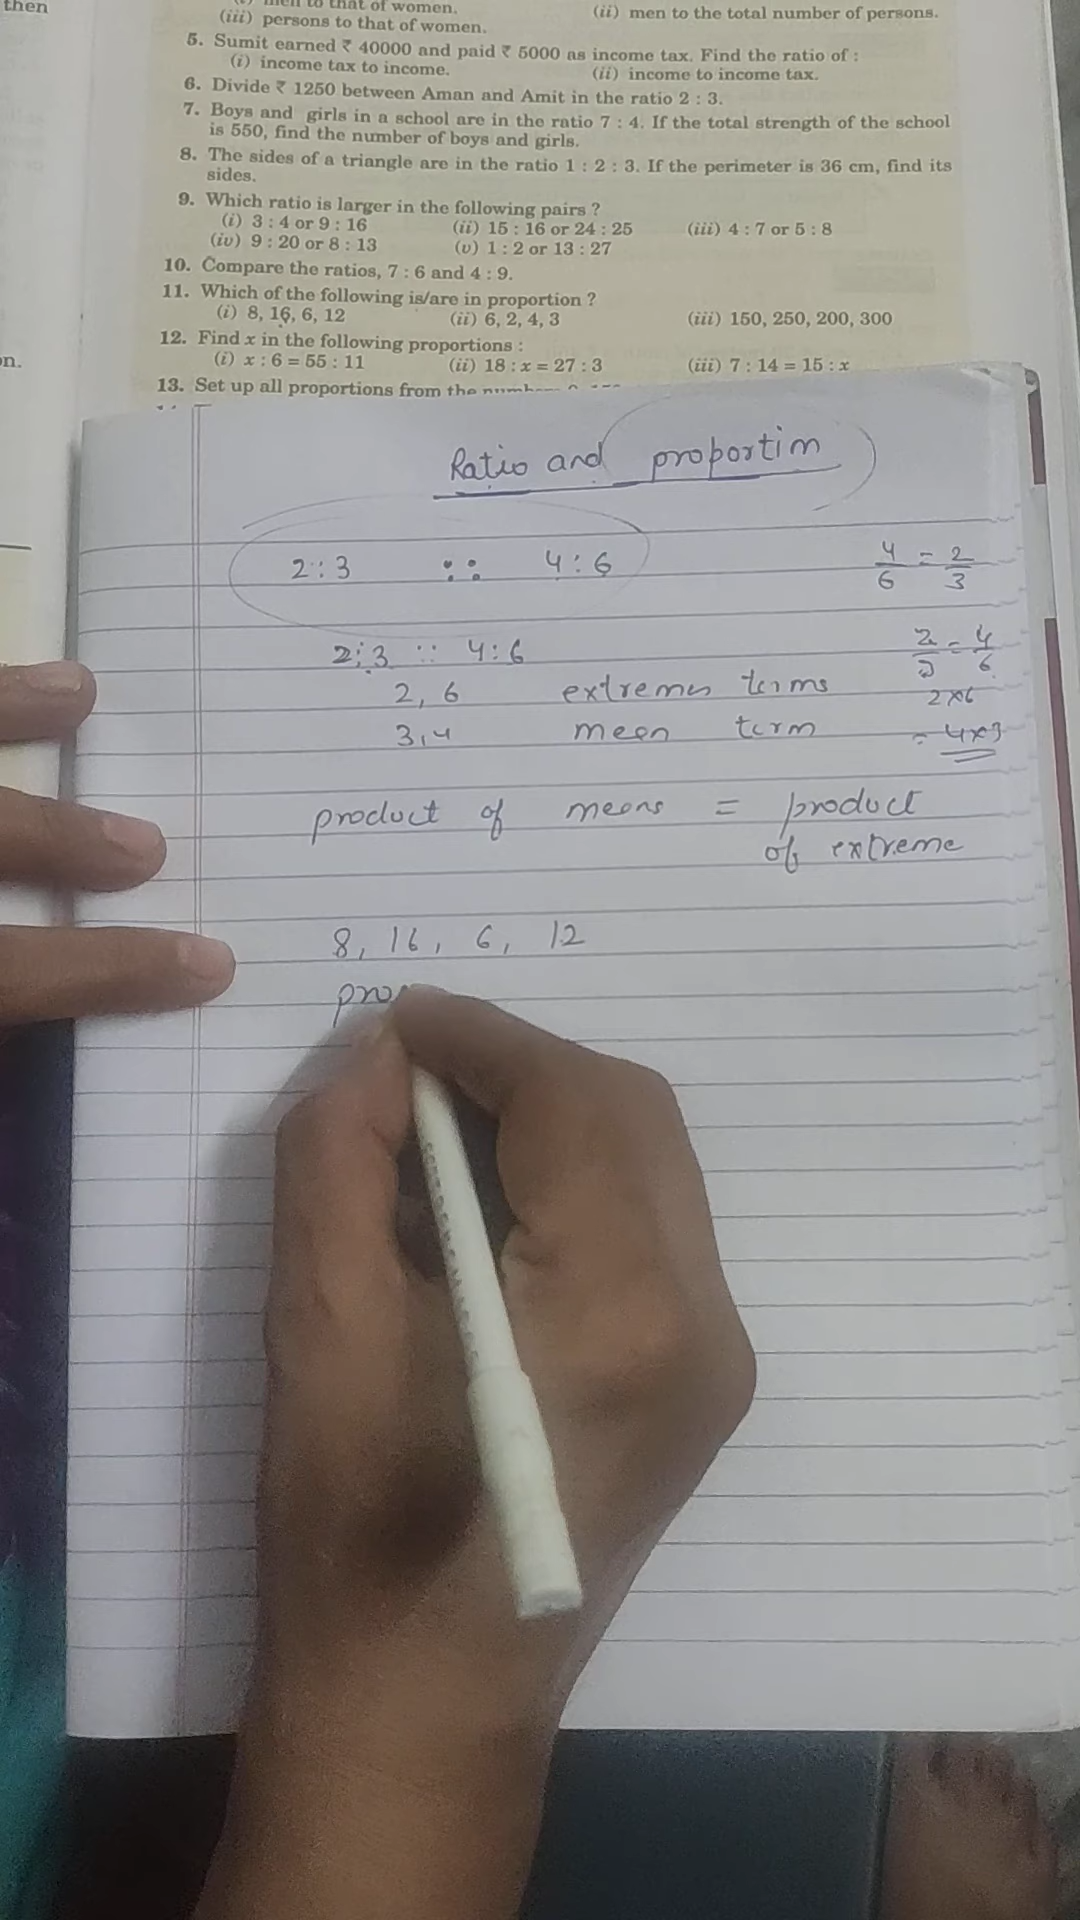 then
men to that of women.
(ii) men to the total number of persons.
(iii) persons to that of women.
5. Sumit earned ₹ 40000 and paid ₹ 5000 as income tax. Find the ratio of :
(i) income tax to income.
(ii) income to income tax.
6. Divide ₹ 1250 between Aman and Amit in the ratio 2 : 3.
7. Boys and girls in a school are in the ratio 7 : 4. If the total strength of the school
is 550, find the number of boys and girls.
8. The sides of a triangle are in the ratio 1 : 2 : 3. If the perimeter is 36 cm, find its
sides.
9. Which ratio is larger in the following pairs ?
(i) 3 : 4 or 9 : 16 (ii) 15 : 16 or 24 : 25 (iii) 4 : 7 or 5 : 8
(iv) 9 : 20 or 8 : 13 (v) 1 : 2 or 13 : 27
10. Compare the ratios, 7 : 6 and 4 : 9.
11. Which of the following is/are in proportion ?
(i) 8, 16, 6, 12 (ii) 6, 2, 4, 3 (iii) 150, 250, 200, 300
12. Find x in the following proportions :
on.
(i) x : 6 = 55 : 11 (ii) 18 : x = 27 : 3 (iii) 7 : 14 = 15 : x
13. Set up all proportions from the
Ratio and proportion
2:3 :: 4:6 4/6 = 2/3
2:3 :: 4:6 2/3 = 4/6
2, 6 extremes terms 2×6
3,4 mean term = 4×3
product of means = product
of extreme
8, 16, 6, 12
pro